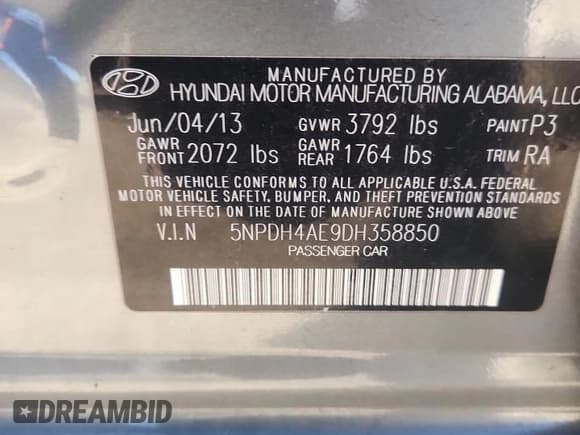 MANUFACTURED BY
HYUNDAI MOTOR MANUFACTURING ALABAMA, LLC
Jun/04/13 GVWR 3792 lbs PAINT P3
GAWR FRONT 2072 lbs GAWR REAR 1764 lbs TRIM RA
THIS VEHICLE CONFORMS TO ALL APPLICABLE U.S.A. FEDERAL
MOTOR VEHICLE SAFETY, BUMPER, AND THEFT PREVENTION STANDARDS
IN EFFECT ON THE DATE OF MANUFACTURE SHOWN ABOVE.
V.I.N 5NPDH4AE9DH358850
PASSENGER CAR
DREAMBID